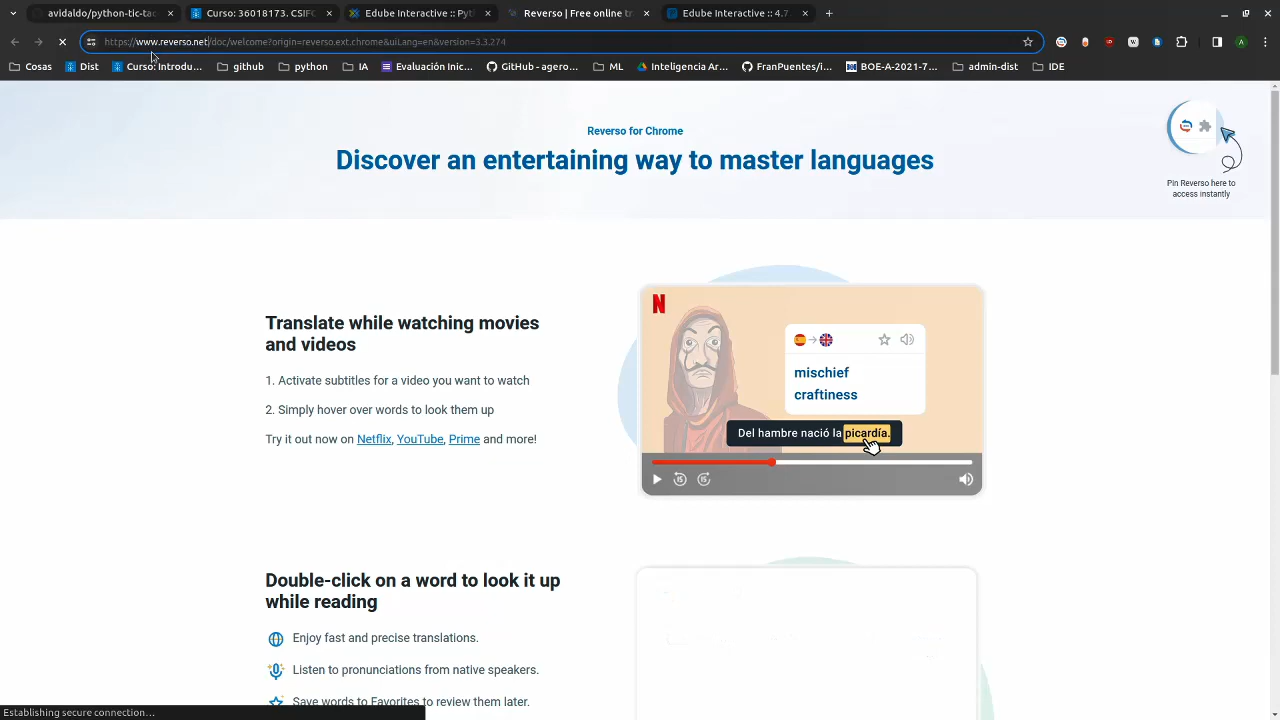 avidaldo/python-tic-tac
Curso: 36018173. CSIFC
Edube Interactive :: Pyt
Reverso | Free online tr
Edube Interactive :: 4.7
https://www.reverso.net/doc/welcome?origin=reverso.ext.chrome&uiLang=en&version=3.3.274
Cosas
Dist
Curso: Introdu...
github
python
IA
Evaluación Inic...
GitHub - agero...
ML
Inteligencia Ar...
FranPuentes/i...
BOE-A-2021-7...
admin-dist
IDE
Reverso for Chrome
Discover an entertaining way to master languages
Pin Reverso here to
access instantly
Translate while watching movies
and videos
1. Activate subtitles for a video you want to watch
2. Simply hover over words to look them up
Try it out now on Netflix, YouTube, Prime and more!
N
mischief
craftiness
Del hambre nació la picardía.
15
15
Double-click on a word to look it up
while reading
Enjoy fast and precise translations.
Listen to pronunciations from native speakers.
Save words to Favorites to review them later.
Establishing secure connection...